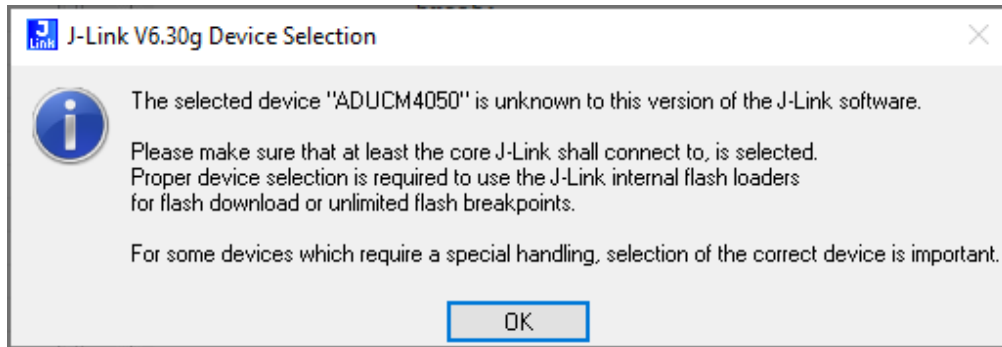 J-Link V6.30g Device Selection
The selected device "ADUCM4050" is unknown to this version of the J-Link software.
Please make sure that at least the core J-Link shall connect to, is selected.
Proper device selection is required to use the J-Link internal flash loaders
for flash download or unlimited flash breakpoints.
For some devices which require a special handling, selection of the correct device is important.
OK